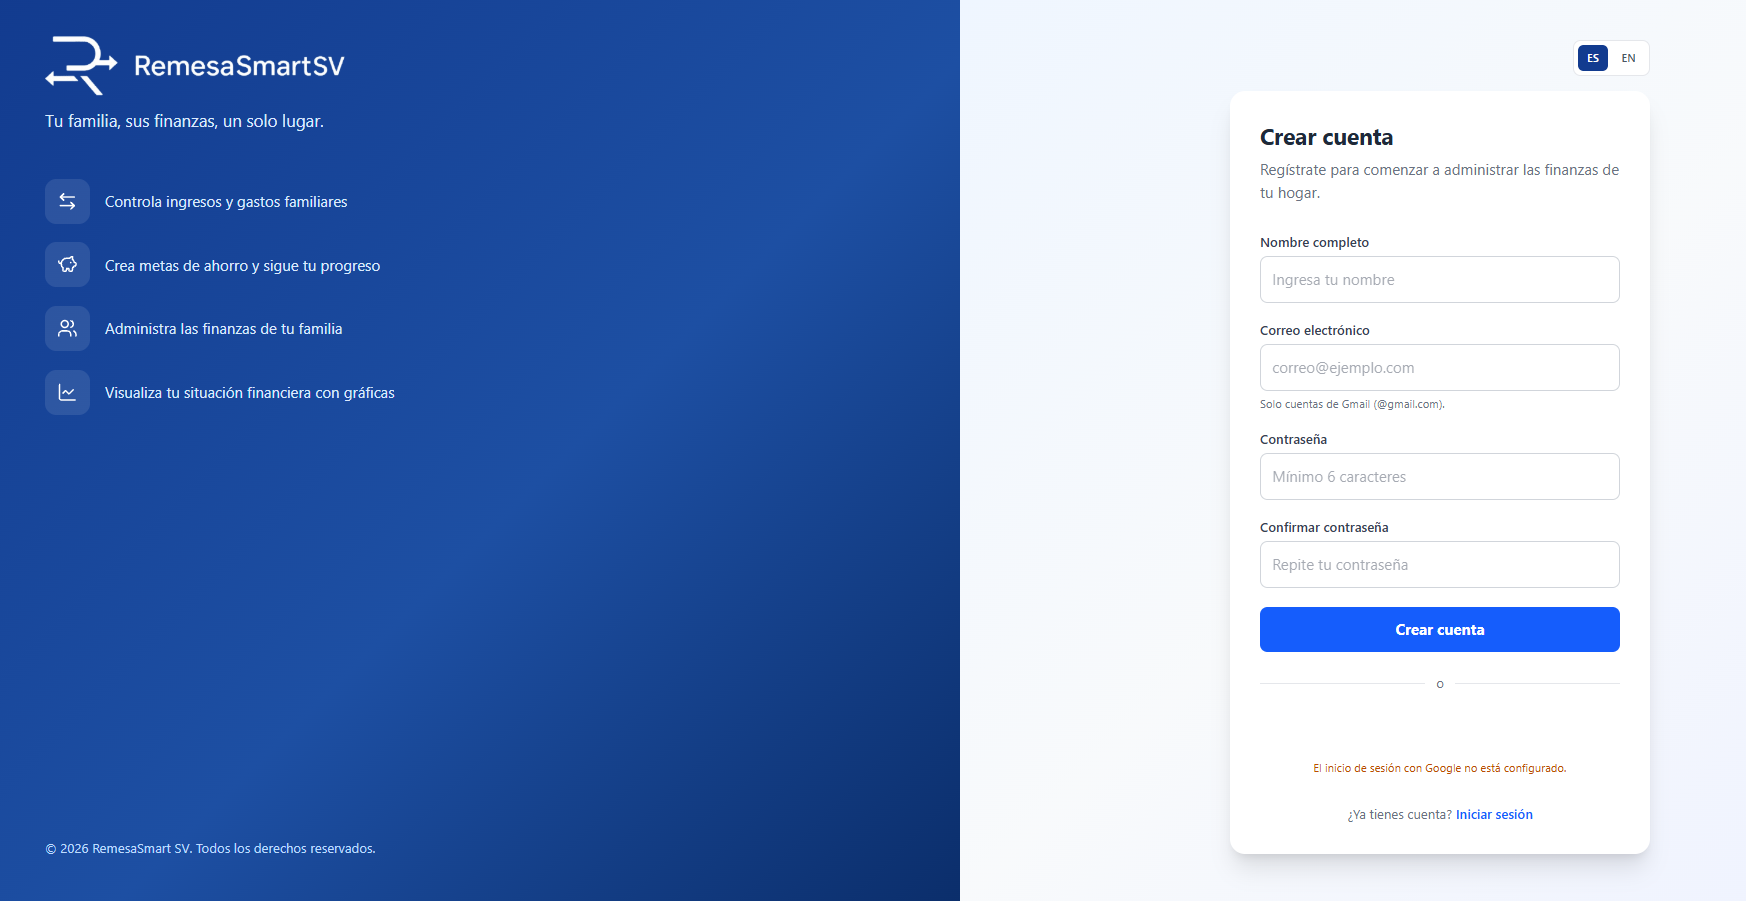 RemesaSmartSV
Tu familia, sus finanzas, un solo lugar.
Controla ingresos y gastos familiares
Crea metas de ahorro y sigue tu progreso
Administra las finanzas de tu familia
Visualiza tu situación financiera con gráficas
© 2026 RemesaSmart SV. Todos los derechos reservados.
ES EN
Crear cuenta
Regístrate para comenzar a administrar las finanzas de
tu hogar.
Nombre completo
Ingresa tu nombre
Correo electrónico
correo@ejemplo.com
Solo cuentas de Gmail (@gmail.com).
Contraseña
Mínimo 6 caracteres
Confirmar contraseña
Repite tu contraseña
Crear cuenta
o
El inicio de sesión con Google no está configurado.
¿Ya tienes cuenta? Iniciar sesión